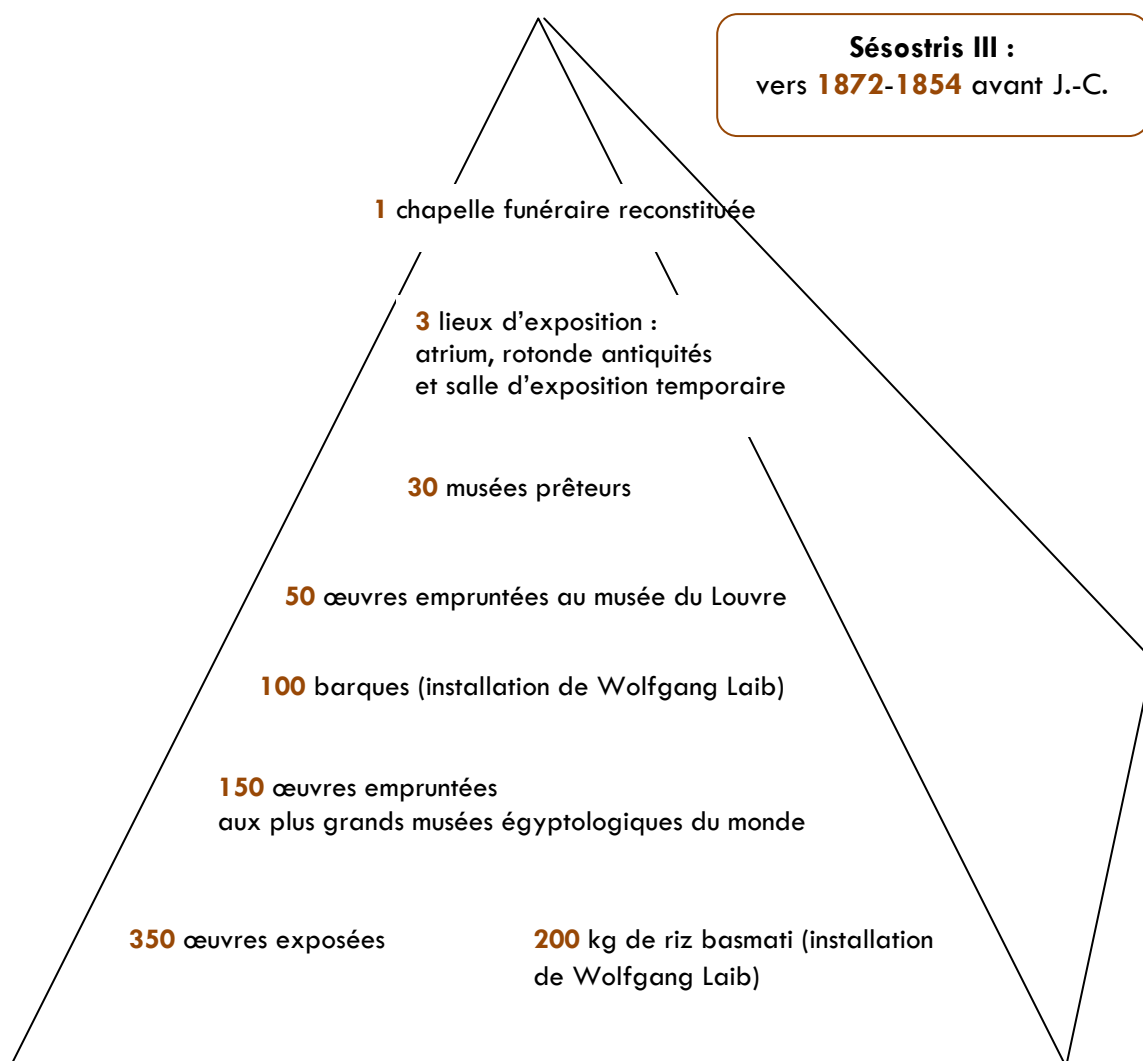 Sésostris III :
vers 1872-1854 avant J.-C.
1 chapelle funéraire reconstituée
3 lieux d’exposition :
atrium, rotonde antiquités
et salle d’exposition temporaire
30 musées prêteurs
50 œuvres empruntées au musée du Louvre
100 barques (installation de Wolfgang Laib)
150 œuvres empruntées
aux plus grands musées égyptologiques du monde
350 œuvres exposées
200 kg de riz basmati (installation
de Wolfgang Laib)